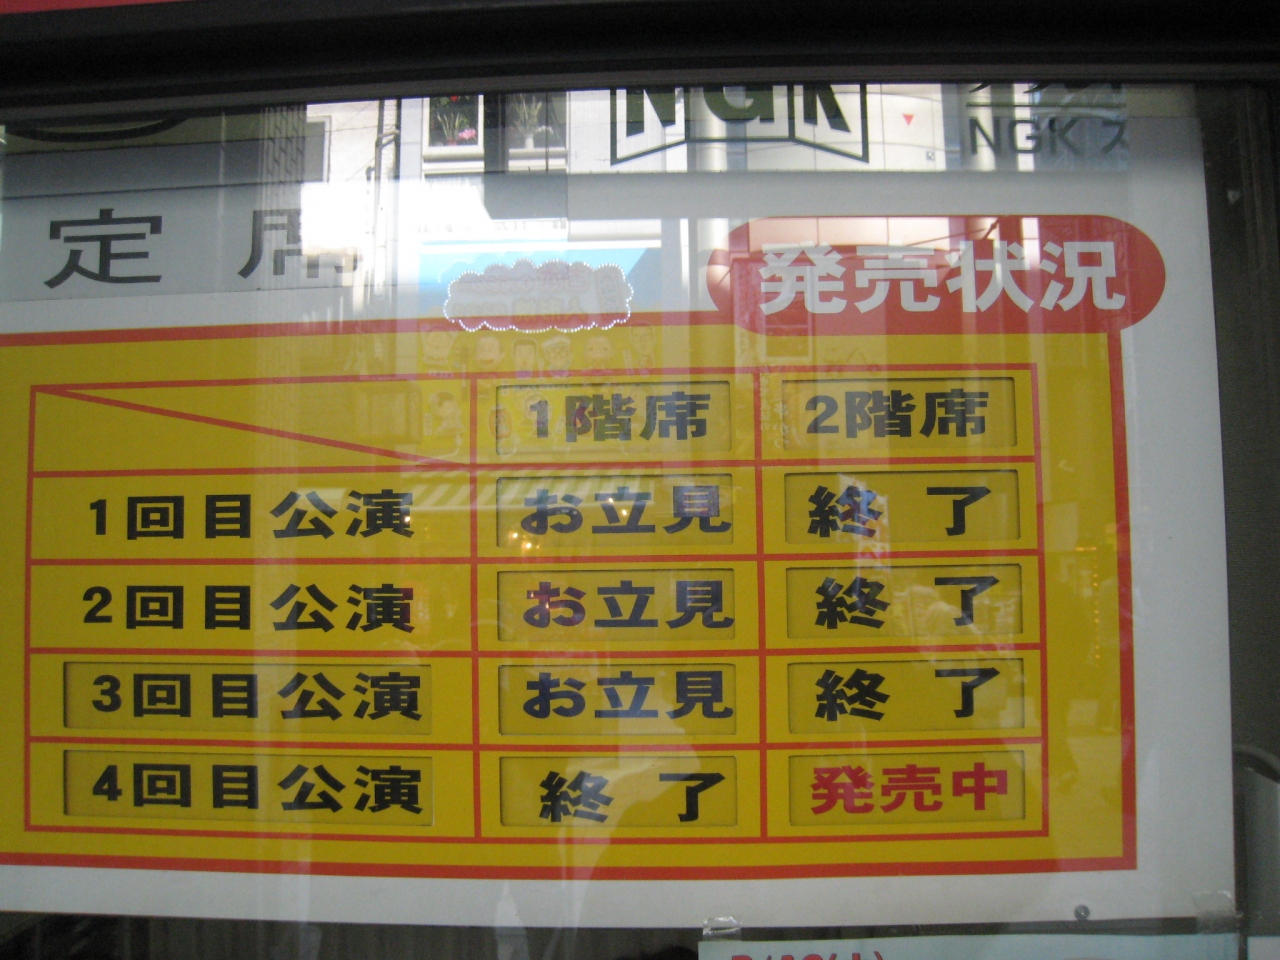 NGK
NGK ス
定席
発売状況
1階席 2階席
1回目公演 お立見 終了
2回目公演 お立見 終了
3回目公演 お立見 終了
4回目公演 終了 発売中